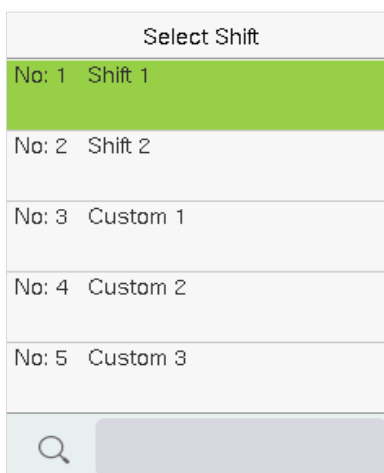 Select Shift
No: 1 Shift 1
No: 2 Shift 2
No: 3 Custom 1
No: 4 Custom 2
No: 5 Custom 3